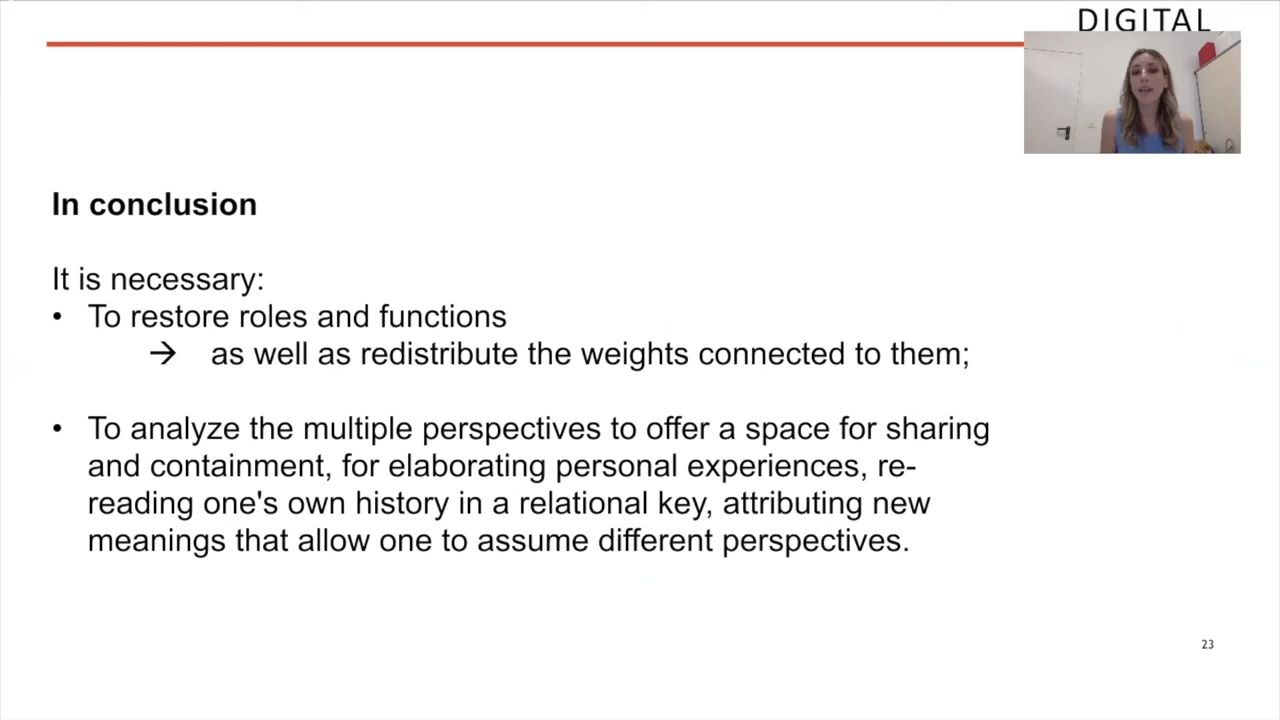 DIGITAL
In conclusion
It is necessary:
• To restore roles and functions
→ as well as redistribute the weights connected to them;
• To analyze the multiple perspectives to offer a space for sharing
and containment, for elaborating personal experiences, re-
reading one's own history in a relational key, attributing new
meanings that allow one to assume different perspectives.
23